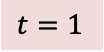 t = 1